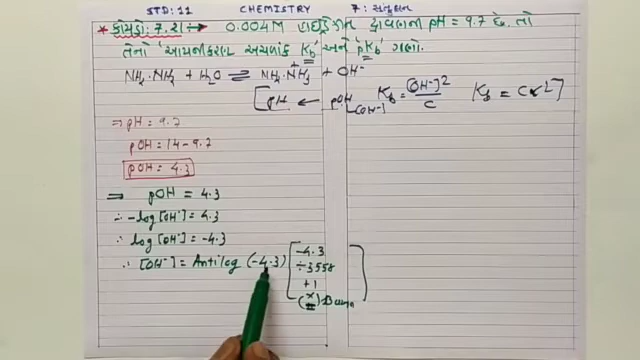 STD: 11 CHEMISTRY 7: સંતુલન
* કોયડો: 7.21 → 0.004M હાઇડ્રેઝીન દ્રાવણની pH = 9.7 છે. તો
તેનો આયનીકરણ અચળાંક Kb અને pKb ગણો.
NH₂·NH₂ + H₂O ⇌ NH₂·NH₃⁺ + OH⁻
[pH ← pOH [OH⁻] Kb = [OH⁻]²/C Kb = Cα²]
⇒ pH = 9.7
pOH = 14 - 9.7
pOH = 4.3
⇒ pOH = 4.3
∴ -log[OH⁻] = 4.3
∴ log[OH⁻] = -4.3
∴ [OH⁻] = Antilog (-4.3)
-4.3
÷ 3558
+ 1
(×) 13 વખત